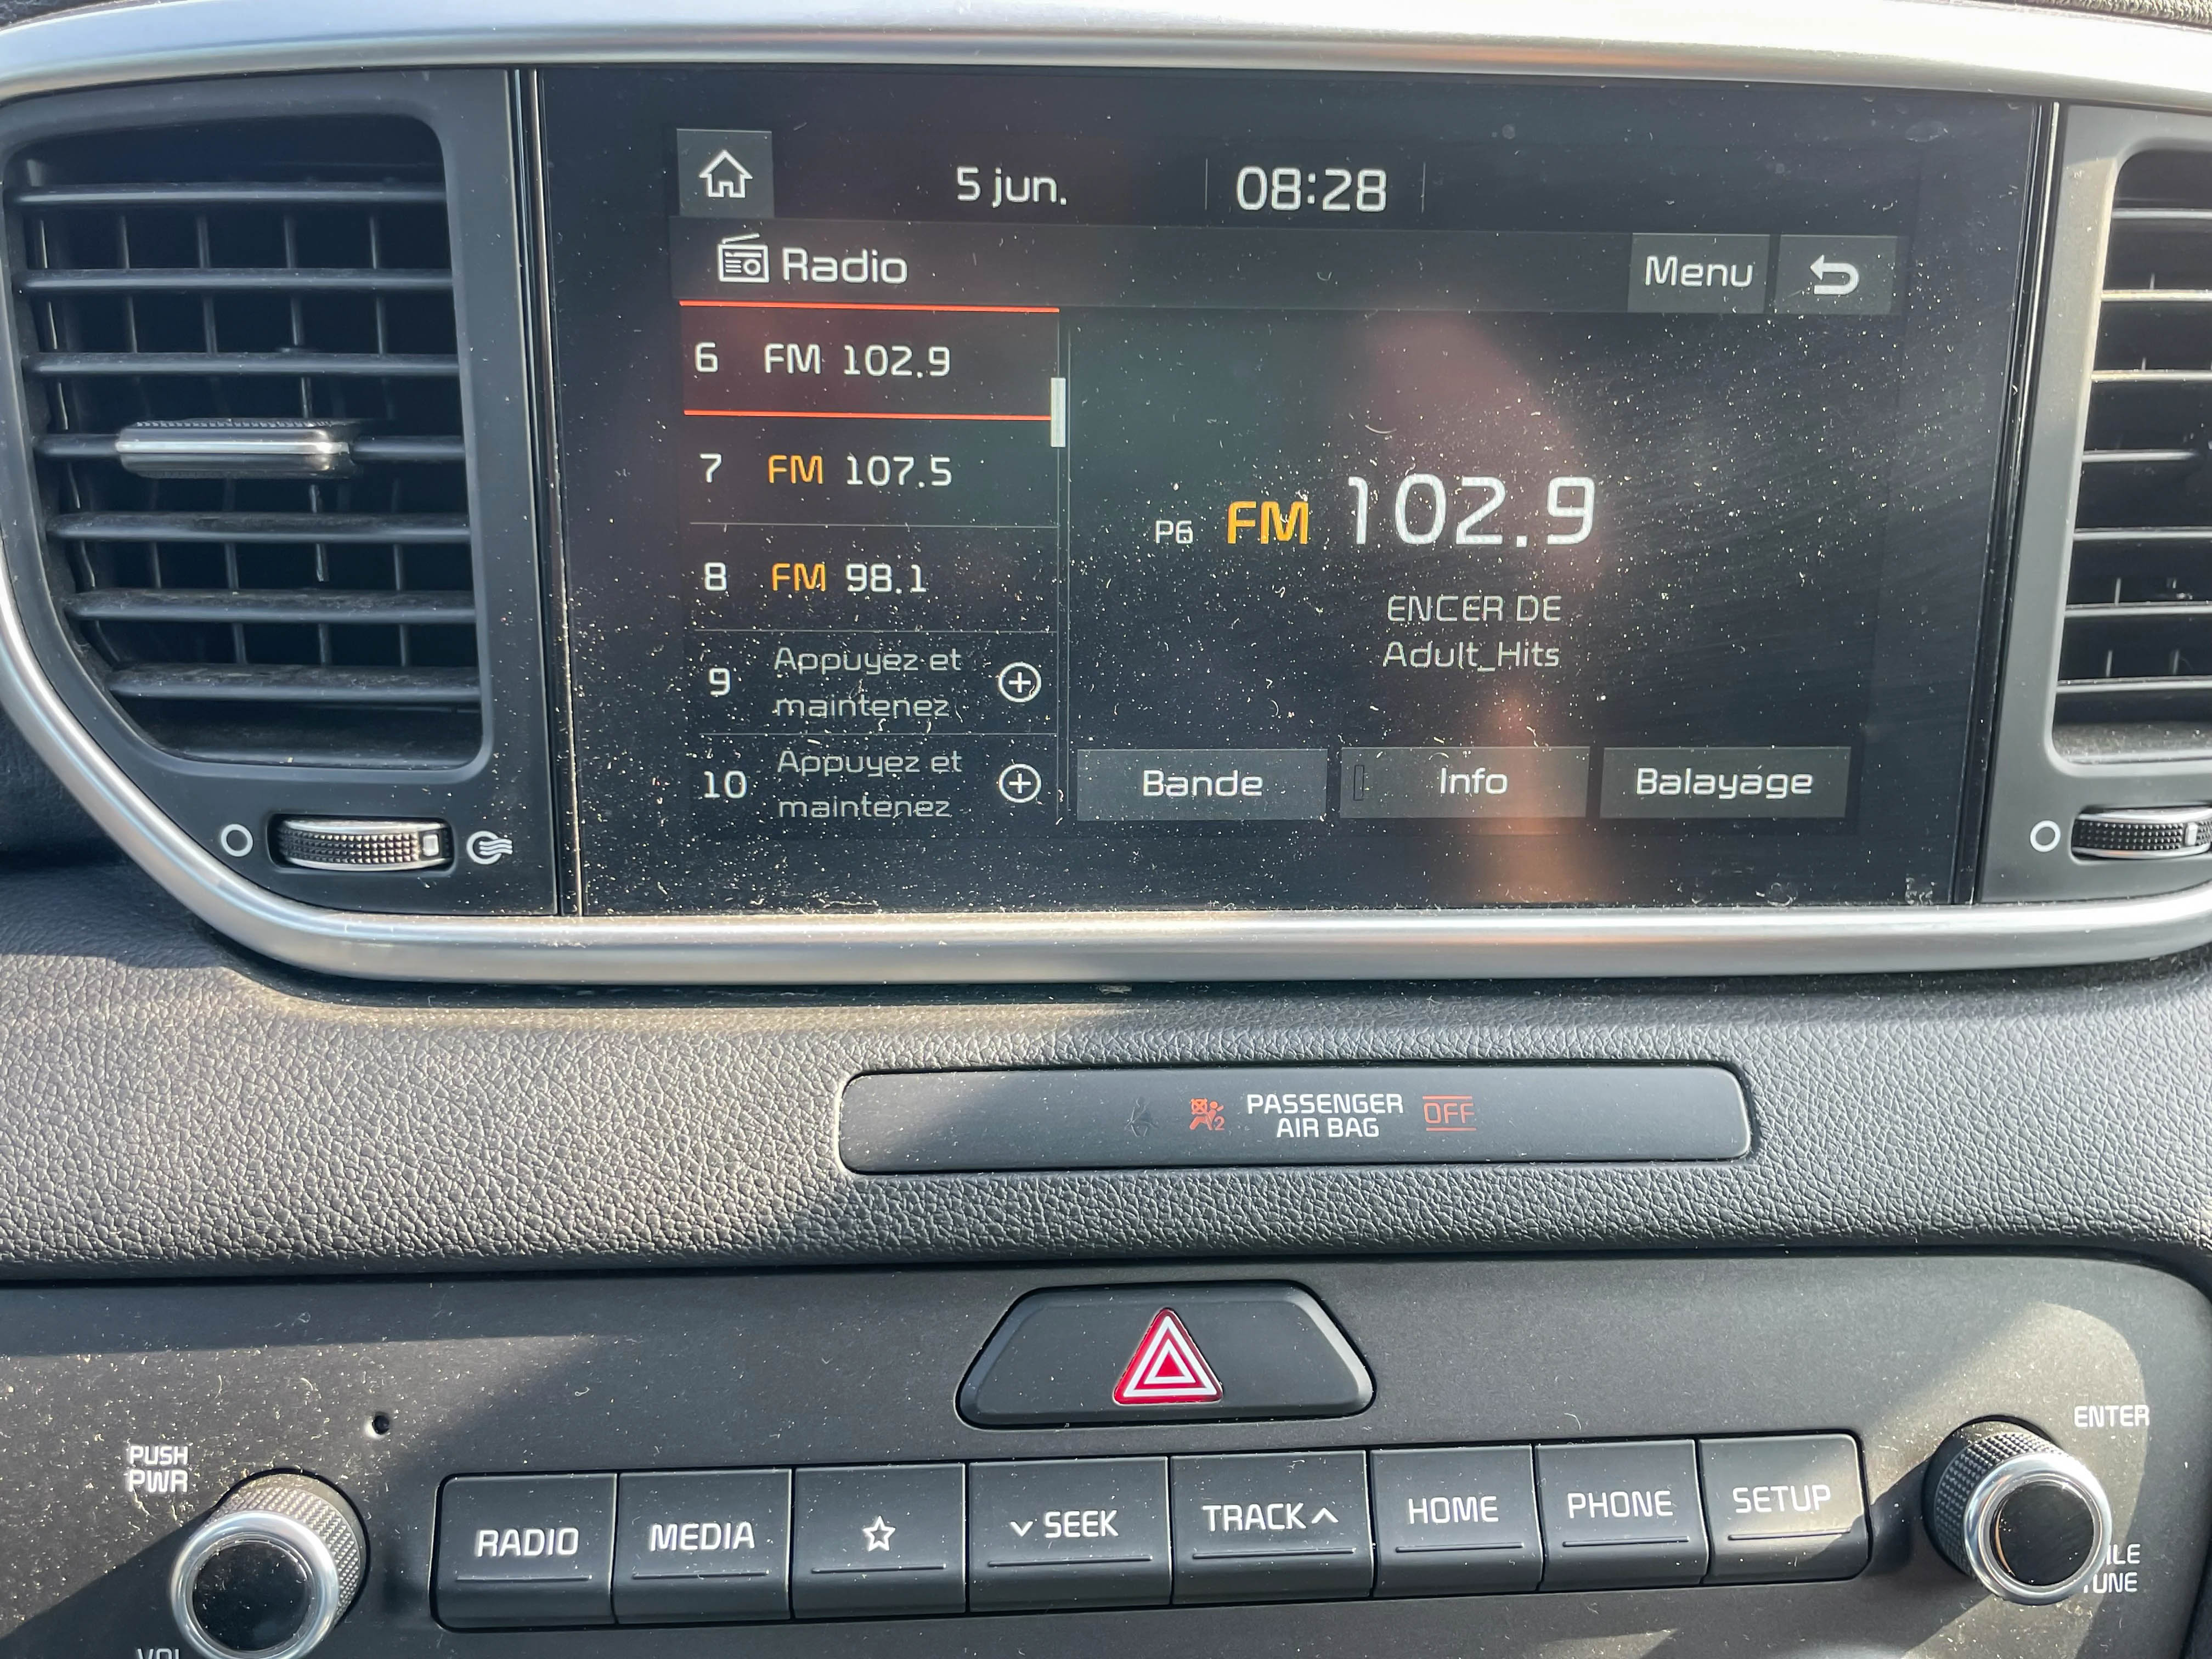 5 jun.
08:28
Radio
Menu
6 FM 102.9
7 FM 107.5
8 FM 98.1
9 Appuyez et
maintenez
10 Appuyez et
maintenez
P6 FM 102.9
ENCER DE
Adult_Hits
Bande
Info
Balayage
2
PASSENGER
AIR BAG
OFF
PUSH
PWR
VOL
RADIO
MEDIA
SEEK
TRACK
HOME
PHONE
SETUP
ENTER